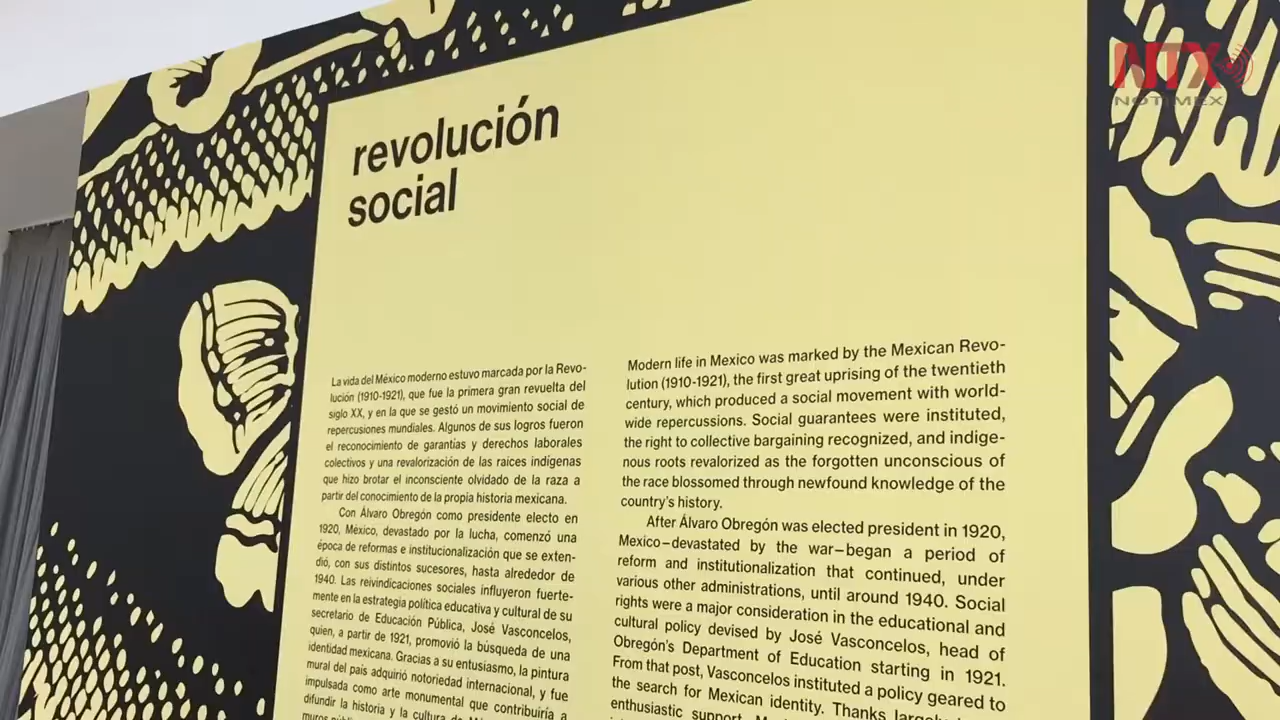 NTX
NOTIMEX
revolución
social
La vida del México moderno estuvo marcada por la Revo-
lución (1910-1921), que fue la primera gran revuelta del
siglo XX, y en la que se gestó un movimiento social de
repercusiones mundiales. Algunos de sus logros fueron
el reconocimiento de garantías y derechos laborales
colectivos y una revalorización de las raíces indígenas
que hizo brotar el inconsciente olvidado de la raza a
partir del conocimiento de la propia historia mexicana.
Con Álvaro Obregón como presidente electo en
1920, México, devastado por la lucha, comenzó una
época de reformas e institucionalización que se exten-
dió, con sus distintos sucesores, hasta alrededor de
1940. Las reivindicaciones sociales influyeron fuerte-
mente en la estrategia política educativa y cultural de su
secretario de Educación Pública, José Vasconcelos,
quien, a partir de 1921, promovió la búsqueda de una
identidad mexicana. Gracias a su entusiasmo, la pintura
mural del país adquirió notoriedad internacional, y fue
impulsada como arte monumental que contribuiría a
difundir la historia y la cultura de
muros
Modern life in Mexico was marked by the Mexican Revo-
lution (1910-1921), the first great uprising of the twentieth
century, which produced a social movement with world-
wide repercussions. Social guarantees were instituted,
the right to collective bargaining recognized, and indige-
nous roots revalorized as the forgotten unconscious of
the race blossomed through newfound knowledge of the
country's history.
After Álvaro Obregón was elected president in 1920,
Mexico—devastated by the war—began a period of
reform and institutionalization that continued, under
various other administrations, until around 1940. Social
rights were a major consideration in the educational and
cultural policy devised by José Vasconcelos, head of
Obregón's Department of Education starting in 1921.
From that post, Vasconcelos instituted a policy geared to
the search for Mexican identity. Thanks largely
enthusiastic support,